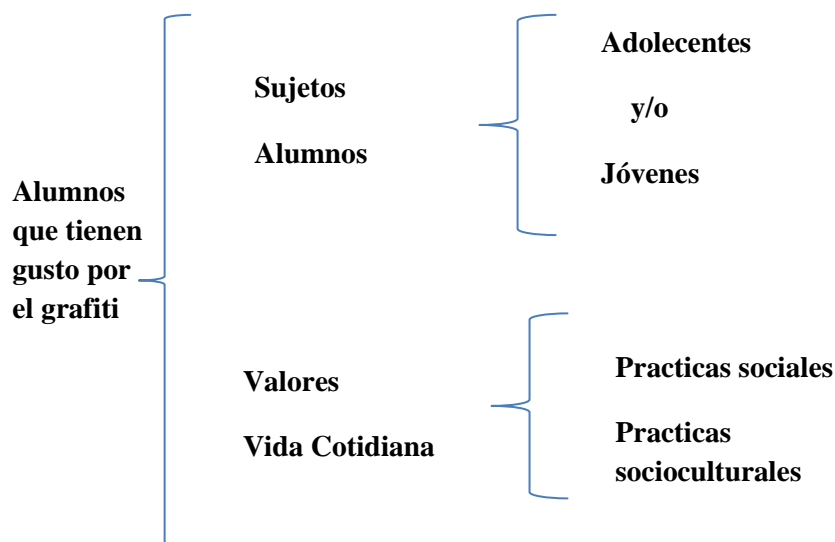 Alumnos
que tienen
gusto por
el grafiti
Sujetos
Alumnos
Adolecentes
y/o
Jóvenes
Valores
Vida Cotidiana
Practicas sociales
Practicas
socioculturales